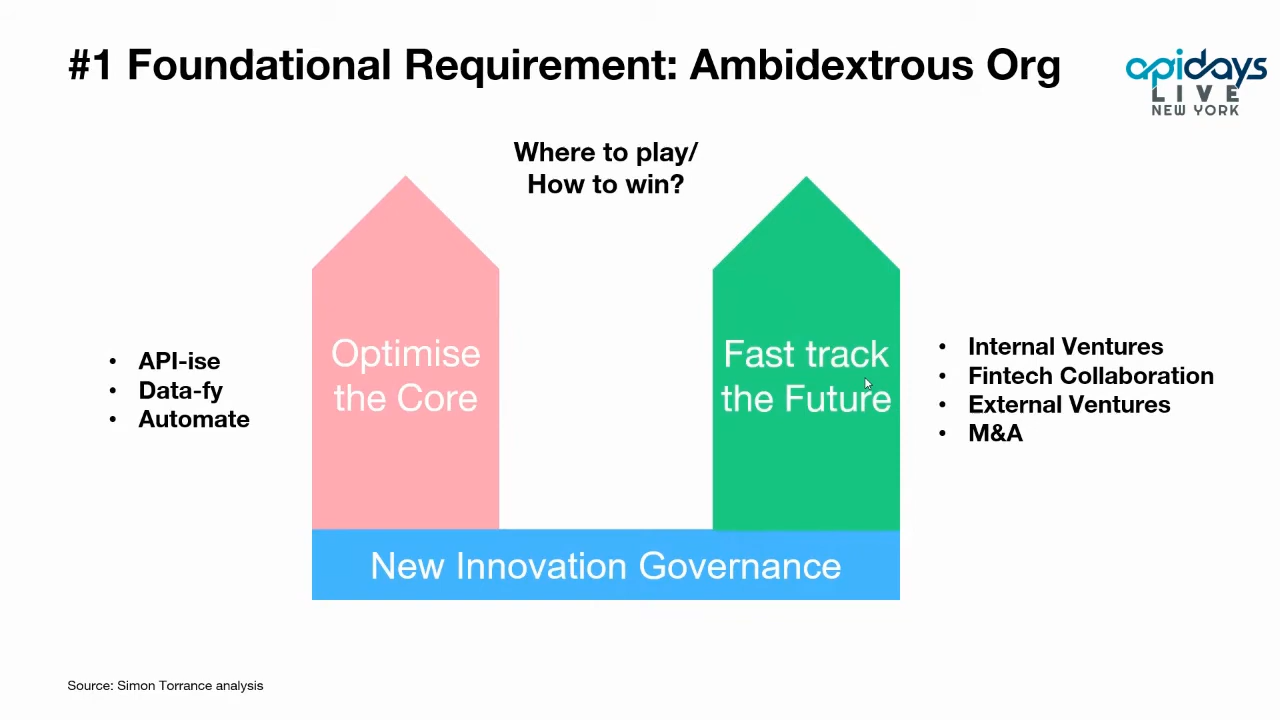 #1 Foundational Requirement: Ambidextrous Org
apidays
LIVE
NEW YORK
Where to play/
How to win?
• API-ise
• Data-fy
• Automate
Optimise
the Core
Fast track
the Future
• Internal Ventures
• Fintech Collaboration
• External Ventures
• M&A
New Innovation Governance
Source: Simon Torrance analysis